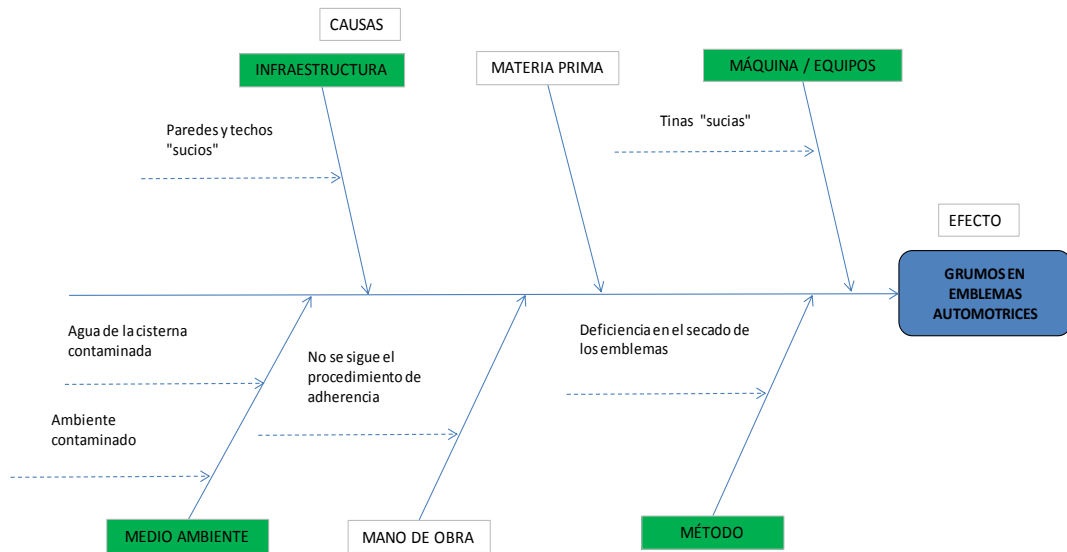 CAUSAS
INFRAESTRUCTURA
MATERIA PRIMA
MÁQUINA / EQUIPOS
Paredes y techos
"sucios"
Tinas "sucias"
EFECTO
GRUMOS EN
EMBLEMAS
AUTOMOTRICES
Agua de la cisterna
contaminada
No se sigue el
procedimiento de
adherencia
Deficiencia en el secado de
los emblemas
Ambiente
contaminado
MEDIO AMBIENTE
MANO DE OBRA
MÉTODO